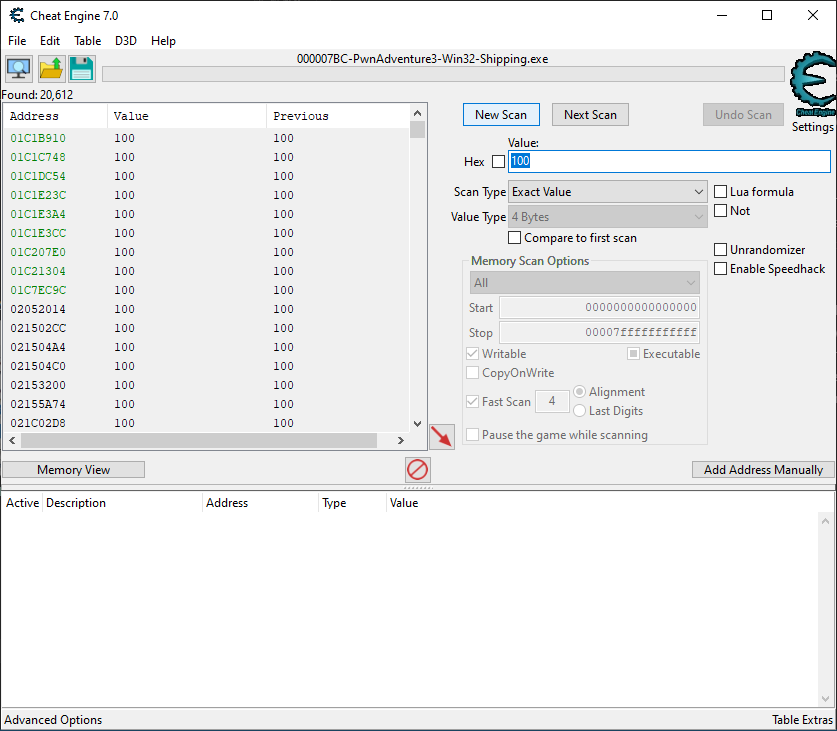 Cheat Engine 7.0
File Edit Table D3D Help
000007BC-PwnAdventure3-Win32-Shipping.exe
Found: 20,612
Address Value Previous
01C1B910 100 100
01C1C748 100 100
01C1DC54 100 100
01C1E23C 100 100
01C1E3A4 100 100
01C1E3CC 100 100
01C207E0 100 100
01C21304 100 100
01C7EC9C 100 100
02052014 100 100
021502CC 100 100
021504A4 100 100
021504C0 100 100
02153200 100 100
02155A74 100 100
021C02D8 100 100
New Scan Next Scan Undo Scan
Cheat Engine
Settings
Value:
Hex 100
Scan Type Exact Value Lua formula
Value Type 4 Bytes Not
Compare to first scan
Memory Scan Options
Unrandomizer
Enable Speedhack
All
Start 0000000000000000
Stop 00007fffffffffff
Writable Executable
CopyOnWrite
Fast Scan 4 Alignment
Last Digits
Pause the game while scanning
Memory View Add Address Manually
Active Description Address Type Value
Advanced Options Table Extras